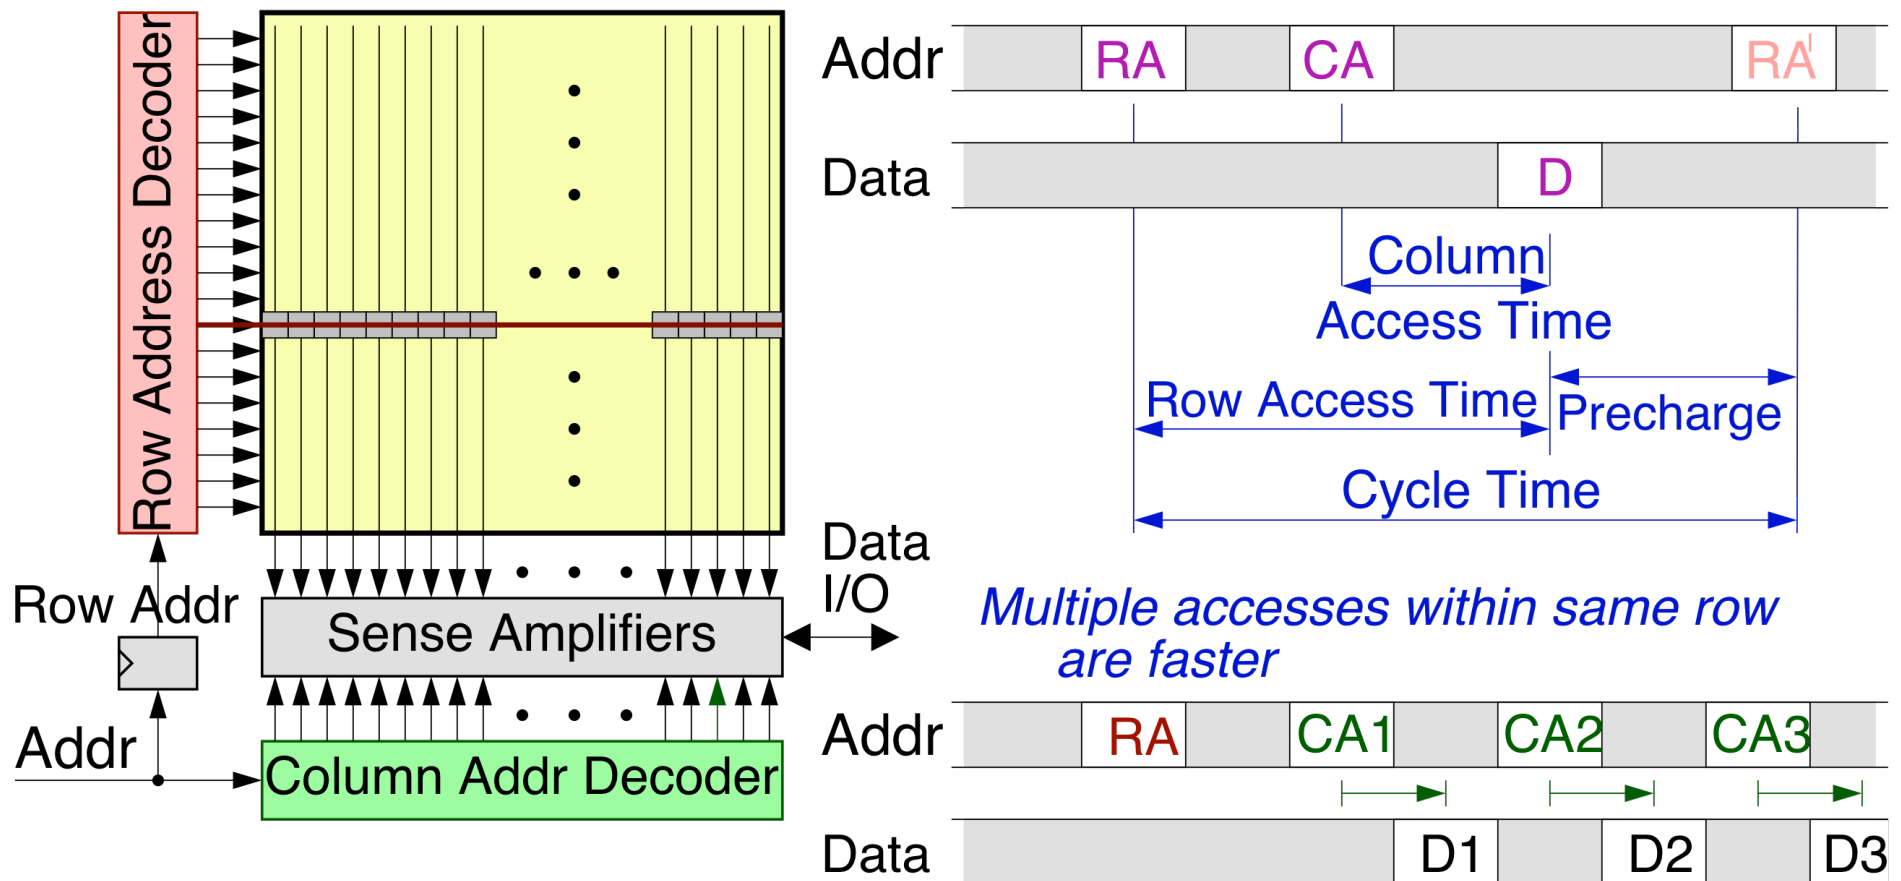 Row Address Decoder
Row Addr
Addr
Sense Amplifiers
Column Addr Decoder
Data
I/O
Addr
RA
CA
RA'
Data
D
Column
Access Time
Row Access Time
Precharge
Cycle Time
Multiple accesses within same row
are faster
Addr
RA
CA1
CA2
CA3
Data
D1
D2
D3